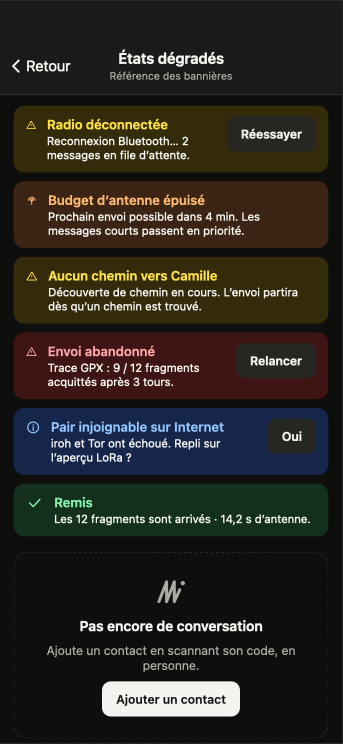 Retour
États dégradés
Référence des bannières
Radio déconnectée
Reconnexion Bluetooth… 2
messages en file d'attente.
Réessayer
Budget d'antenne épuisé
Prochain envoi possible dans 4 min. Les
messages courts passent en priorité.
Aucun chemin vers Camille
Découverte de chemin en cours. L'envoi partira
dès qu'un chemin est trouvé.
Envoi abandonné
Trace GPX : 9 / 12 fragments
acquittés après 3 tours.
Relancer
Pair injoignable sur Internet
iroh et Tor ont échoué. Repli sur
l'aperçu LoRa ?
Oui
Remis
Les 12 fragments sont arrivés · 14,2 s d'antenne.
Pas encore de conversation
Ajoute un contact en scannant son code, en
personne.
Ajouter un contact